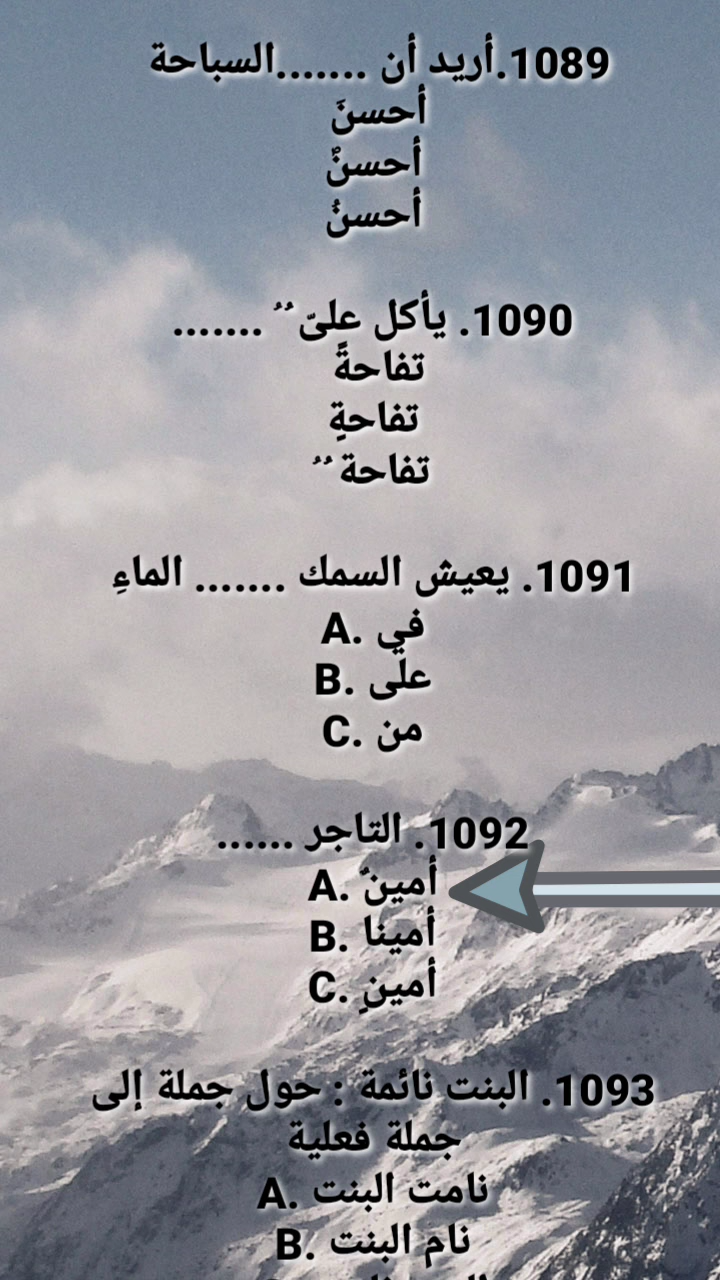 1089.أريد أن .......السباحة
أحسنَ
أحسنٌ
أحسنُ
1090. يأكل علىّ ُُ .......
تفاحةً
تفاحةٍ
تفاحة ُُ
1091. يعيش السمك ....... الماءِ
A. في
B. على
C. من
1092. التاجر ......
A. أمينٌ
B. أمينا
C. أمينٍ
1093. البنت نائمة : حول جملة إلى
جملة فعلية
A. نامت البنت
B. نام البنت